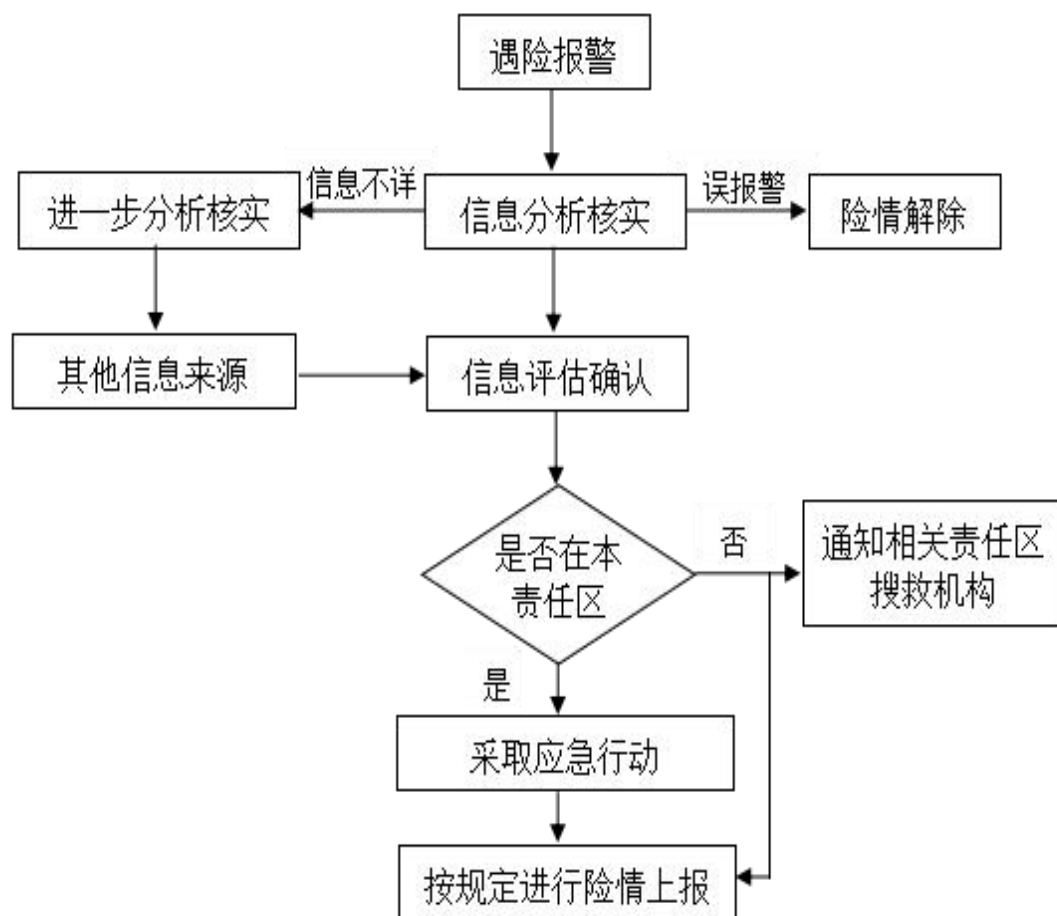 遇险报警
信息不详
误报警
进一步分析核实
信息分析核实
险情解除
其他信息来源
信息评估确认
是否在本
责任区
否
通知相关责任区
搜救机构
是
采取应急行动
按规定进行险情上报